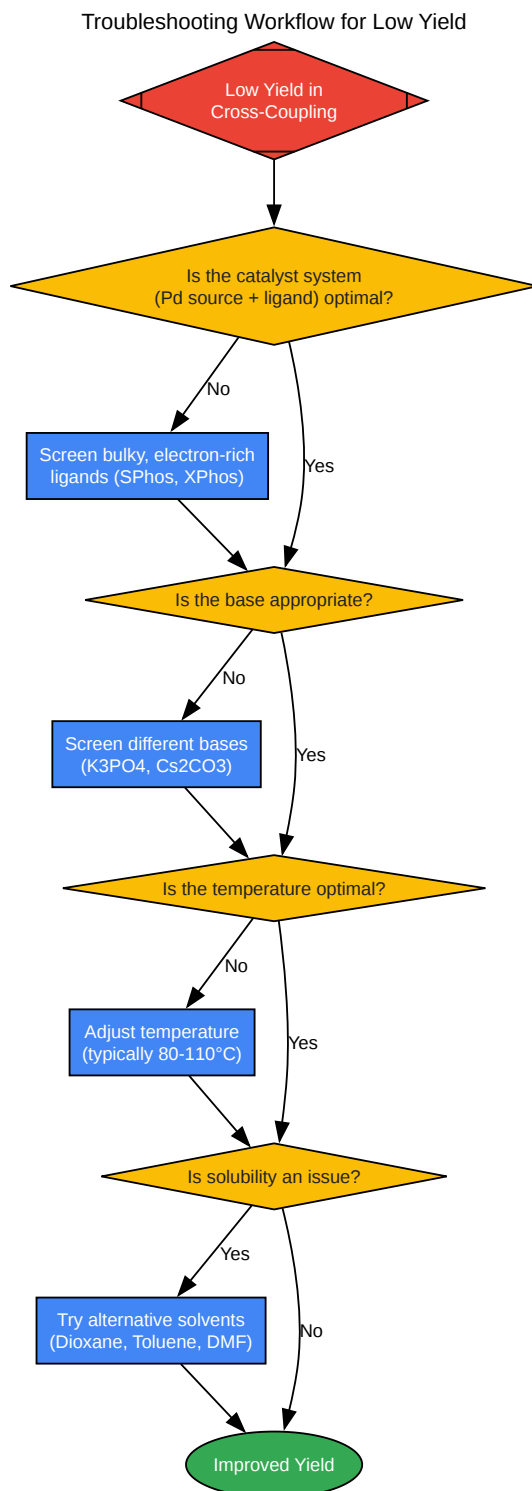 Troubleshooting Workflow for Low Yield
Low Yield in
Cross-Coupling
Is the catalyst system
(Pd source + ligand) optimal?
No
Screen bulky, electron-rich
ligands (SPhos, XPhos)
Yes
Is the base appropriate?
No
Screen different bases
(K3PO4, Cs2CO3)
Yes
Is the temperature optimal?
No
Adjust temperature
(typically 80-110°C)
Yes
Is solubility an issue?
Yes
Try alternative solvents
(Dioxane, Toluene, DMF)
No
Improved Yield